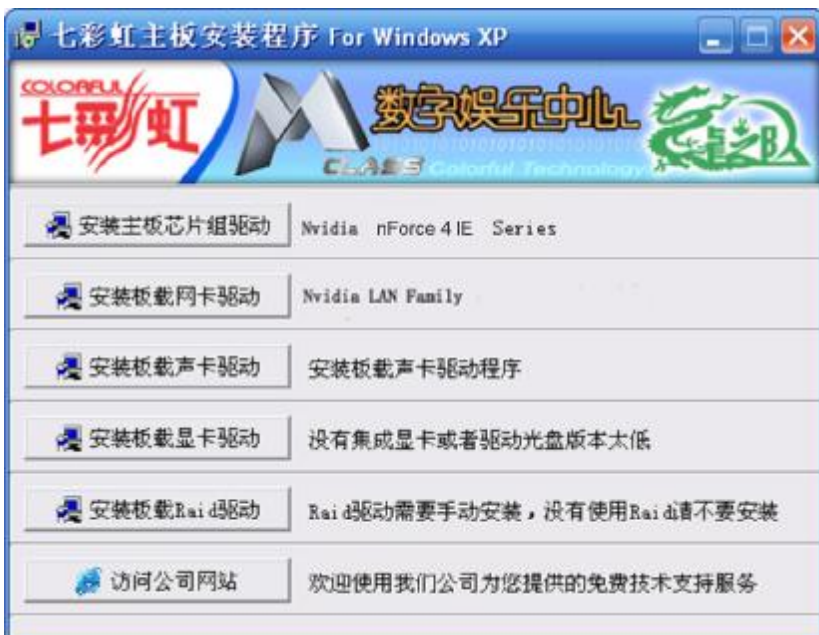 七彩虹主板安装程序 For Windows XP
COLORFUL
七彩虹
CLASS
数字娱乐中心
Colorful Technology
之队
安装主板芯片组驱动 Nvidia nForce 4 IE Series
安装板载网卡驱动 Nvidia LAN Family
安装板载声卡驱动 安装板载声卡驱动程序
安装板载显卡驱动 没有集成显卡或者驱动光盘版本太低
安装板载Raid驱动 Raid驱动需要手动安装，没有使用Raid请不要安装
访问公司网站 欢迎使用我们公司为您提供的免费技术支持服务